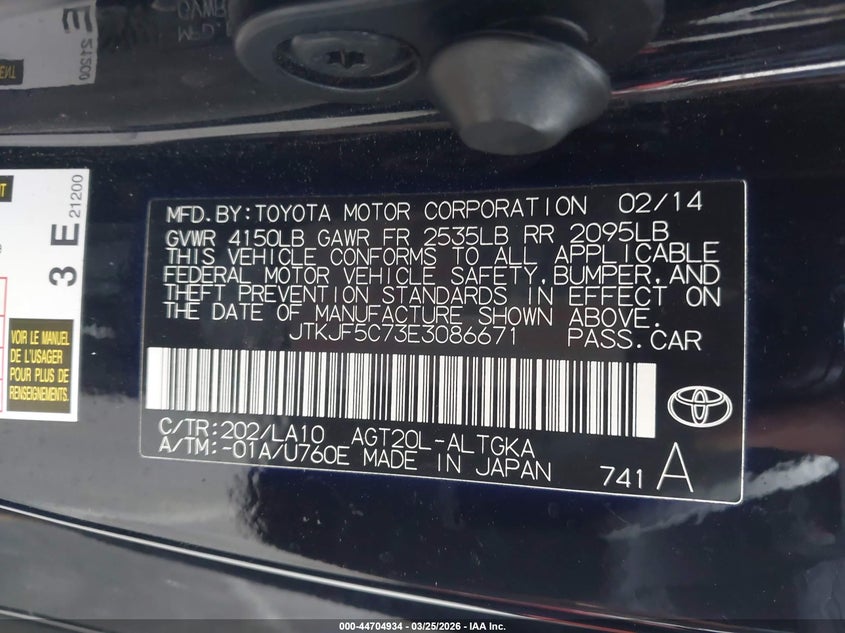 3 E
21200
VOIR LE MANUEL
DE L'USAGER
POUR PLUS DE
RENSEIGNEMENTS.
MFD. BY: TOYOTA MOTOR CORPORATION 02/14
GVWR 4150LB GAWR FR 2535LB RR 2095LB
THIS VEHICLE CONFORMS TO ALL APPLICABLE
FEDERAL MOTOR VEHICLE SAFETY, BUMPER, AND
THEFT PREVENTION STANDARDS IN EFFECT ON
THE DATE OF MANUFACTURE SHOWN ABOVE.
JTKJF5C73E3086671 PASS. CAR
C/TR: 202/LA10 AGT20L-ALTGKA
A/TM: -01A/U760E MADE IN JAPAN
741 A
000-44704934 - 03/25/2026 - IAA Inc.